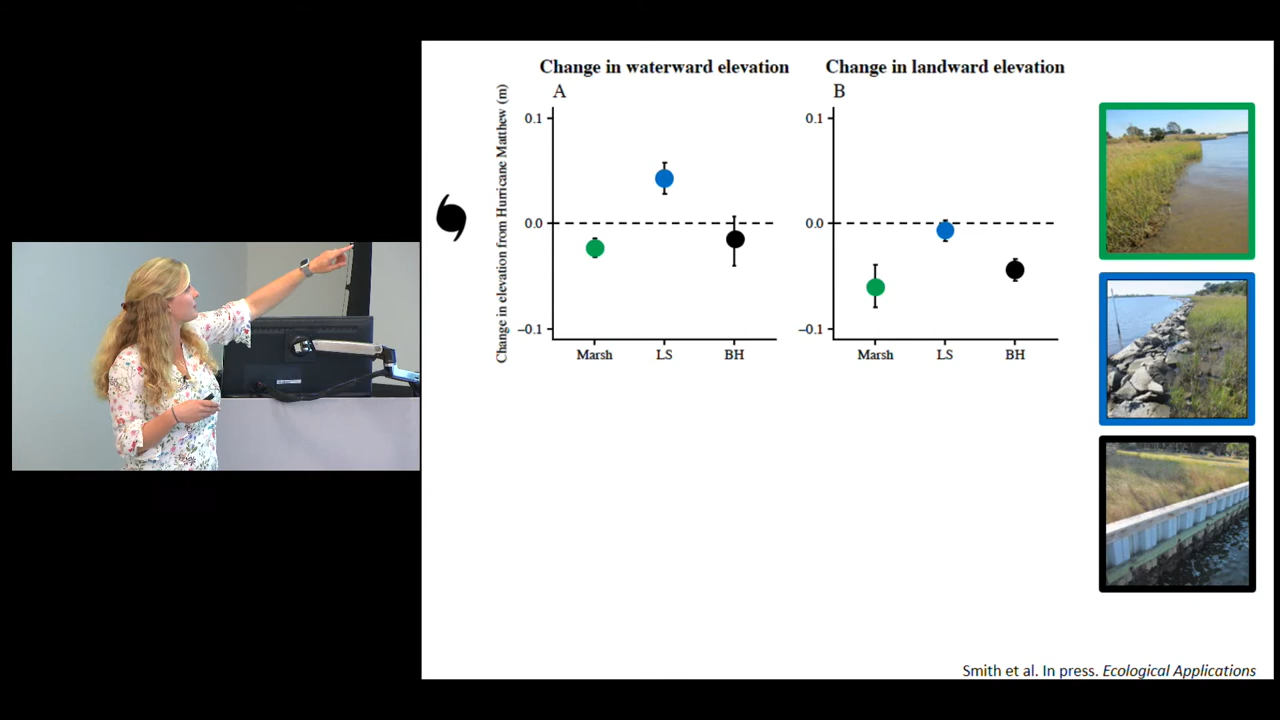 Change in waterward elevation
Change in landward elevation
A
B
Change in elevation from Hurricane Matthew (m)
0.1
0.0
–0.1
Marsh
LS
BH
0.1
0.0
–0.1
Marsh
LS
BH
Smith et al. In press. Ecological Applications